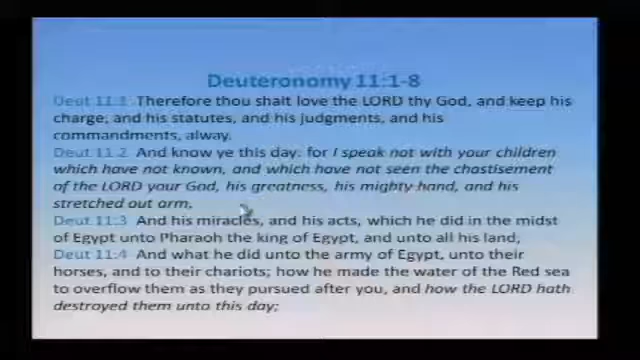 Deuteronomy 11:1-8
Deut 11:1 Therefore thou shalt love the LORD thy God, and keep his
charge, and his statutes, and his judgments, and his
commandments, alway.
Deut 11:2 And know ye this day: for I speak not with your children
which have not known, and which have not seen the chastisement
of the LORD your God, his greatness, his mighty hand, and his
stretched out arm,
Deut 11:3 And his miracles, and his acts, which he did in the midst
of Egypt unto Pharaoh the king of Egypt, and unto all his land,
Deut 11:4 And what he did unto the army of Egypt, unto their
horses, and to their chariots; how he made the water of the Red sea
to overflow them as they pursued after you, and how the LORD hath
destroyed them unto this day;